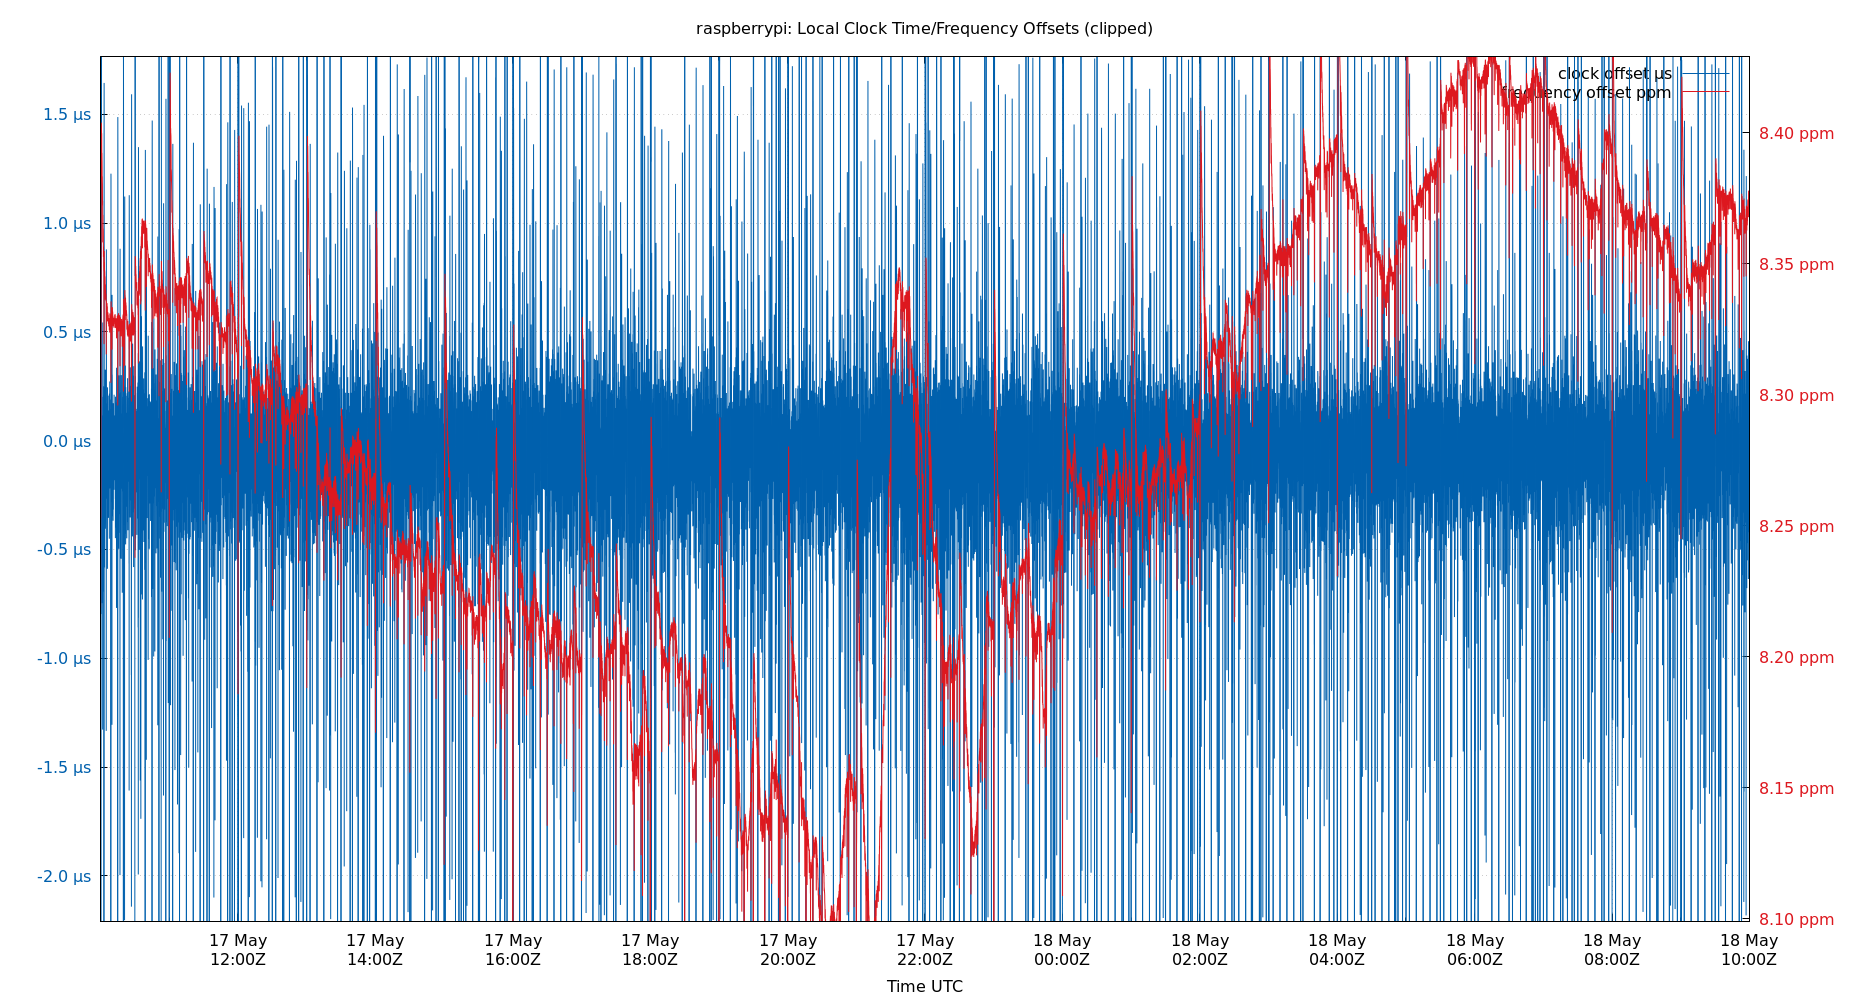 raspberrypi: Local Clock Time/Frequency Offsets (clipped)
clock offset µs
frequency offset ppm
1.5 µs
1.0 µs
0.5 µs
0.0 µs
-0.5 µs
-1.0 µs
-1.5 µs
-2.0 µs
8.40 ppm
8.35 ppm
8.30 ppm
8.25 ppm
8.20 ppm
8.15 ppm
8.10 ppm
17 May 17 May 17 May 17 May 17 May 17 May 18 May 18 May 18 May 18 May 18 May 18 May
12:00Z 14:00Z 16:00Z 18:00Z 20:00Z 22:00Z 00:00Z 02:00Z 04:00Z 06:00Z 08:00Z 10:00Z
Time UTC